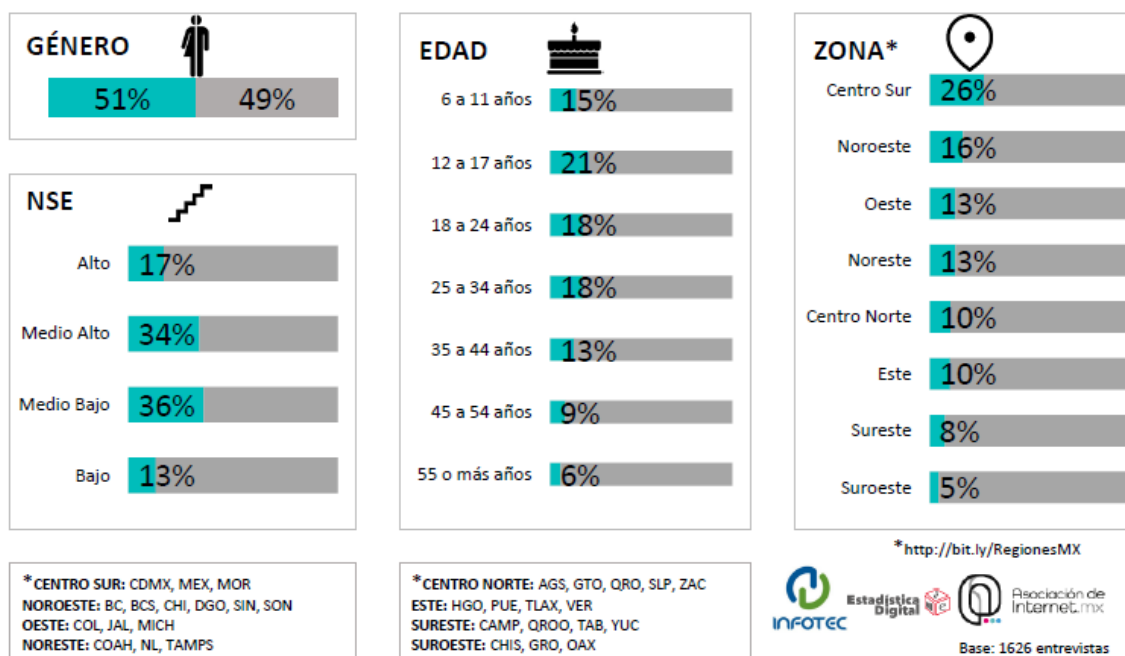 GÉNERO
51% 49%
NSE
Alto 17%
Medio Alto 34%
Medio Bajo 36%
Bajo 13%
EDAD
6 a 11 años 15%
12 a 17 años 21%
18 a 24 años 18%
25 a 34 años 18%
35 a 44 años 13%
45 a 54 años 9%
55 o más años 6%
ZONA*
Centro Sur 26%
Noroeste 16%
Oeste 13%
Noreste 13%
Centro Norte 10%
Este 10%
Sureste 8%
Suroeste 5%
*http://bit.ly/RegionesMX
*CENTRO SUR: CDMX, MEX, MOR
NOROESTE: BC, BCS, CHI, DGO, SIN, SON
OESTE: COL, JAL, MICH
NORESTE: COAH, NL, TAMPS
*CENTRO NORTE: AGS, GTO, QRO, SLP, ZAC
ESTE: HGO, PUE, TLAX, VER
SURESTE: CAMP, QROO, TAB, YUC
SUROESTE: CHIS, GRO, OAX
INFOTEC
Estadística
Digital
Asociación de
Internet.mx
Base: 1626 entrevistas